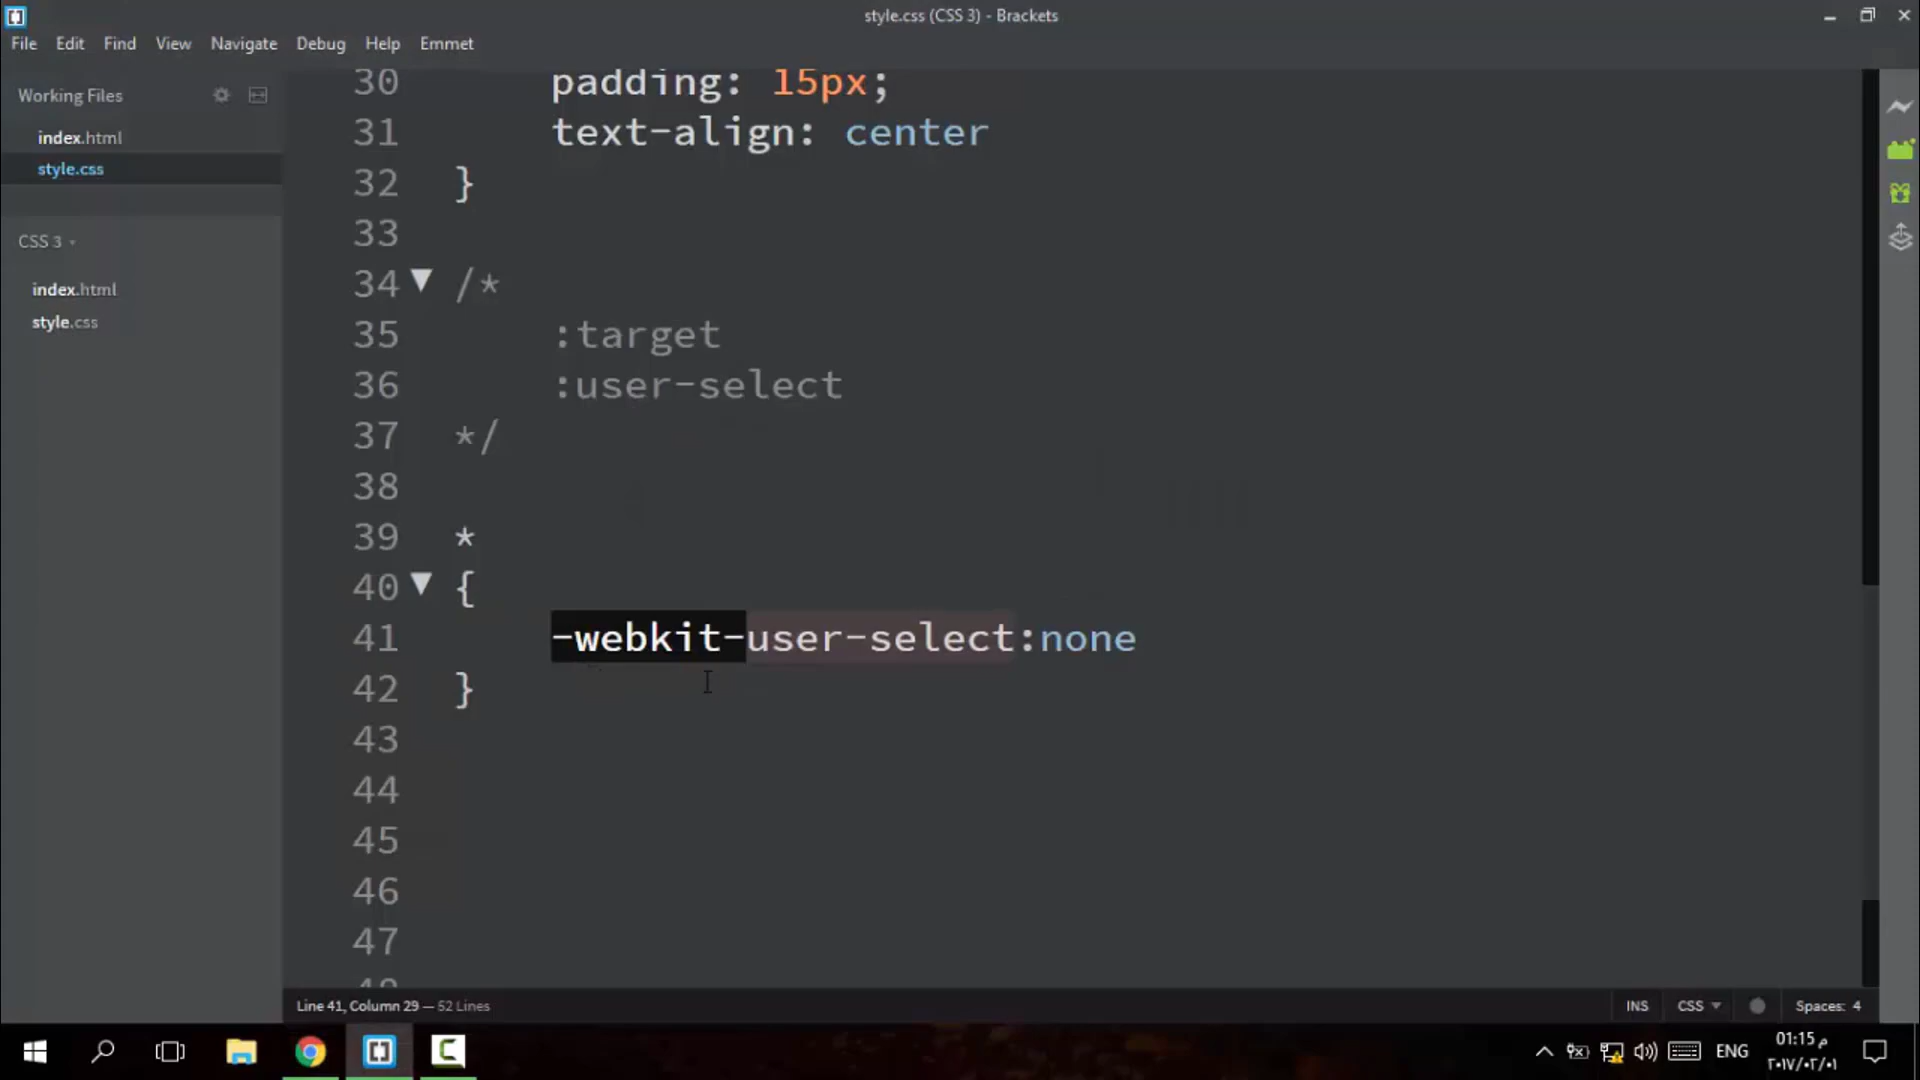 style.css (CSS 3) - Brackets
File Edit Find View Navigate Debug Help Emmet
Working Files
index.html
style.css
CSS 3
index.html
style.css
30 padding: 15px;
31 text-align: center
32 }
33
34 /*
35 :target
36 :user-select
37 */
38
39 *
40 {
41 -webkit-user-select:none
42 }
43
44
45
46
47
Line 41, Column 29 — 52 Lines
INS CSS Spaces: 4
ENG
م 01:15
٢٠١٧/٠٢/٠١